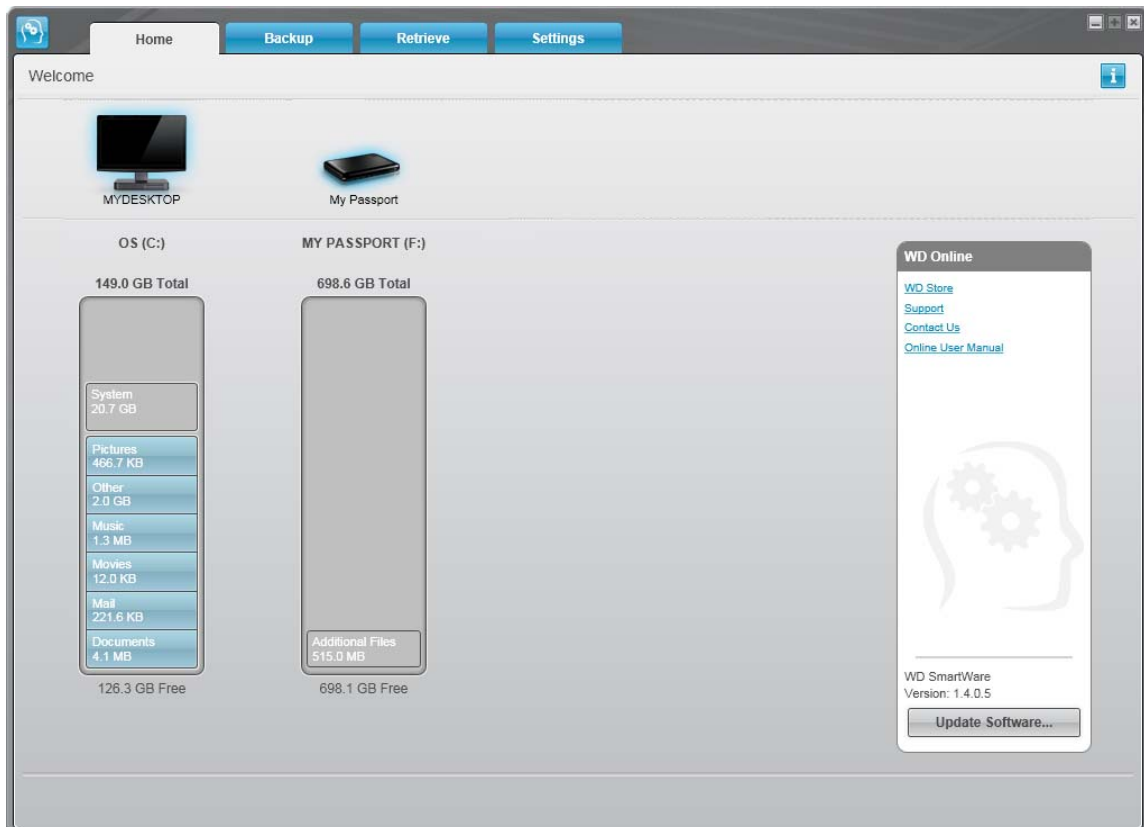 Home
Backup
Retrieve
Settings
Welcome
i
MYDESKTOP
My Passport
OS (C:)
149.0 GB Total
System
20.7 GB
Pictures
466.7 KB
Other
2.0 GB
Music
1.3 MB
Movies
12.0 KB
Mail
221.6 KB
Documents
4.1 MB
126.3 GB Free
MY PASSPORT (F:)
698.6 GB Total
Additional Files
515.0 MB
698.1 GB Free
WD Online
WD Store
Support
Contact Us
Online User Manual
WD SmartWare
Version: 1.4.0.5
Update Software...